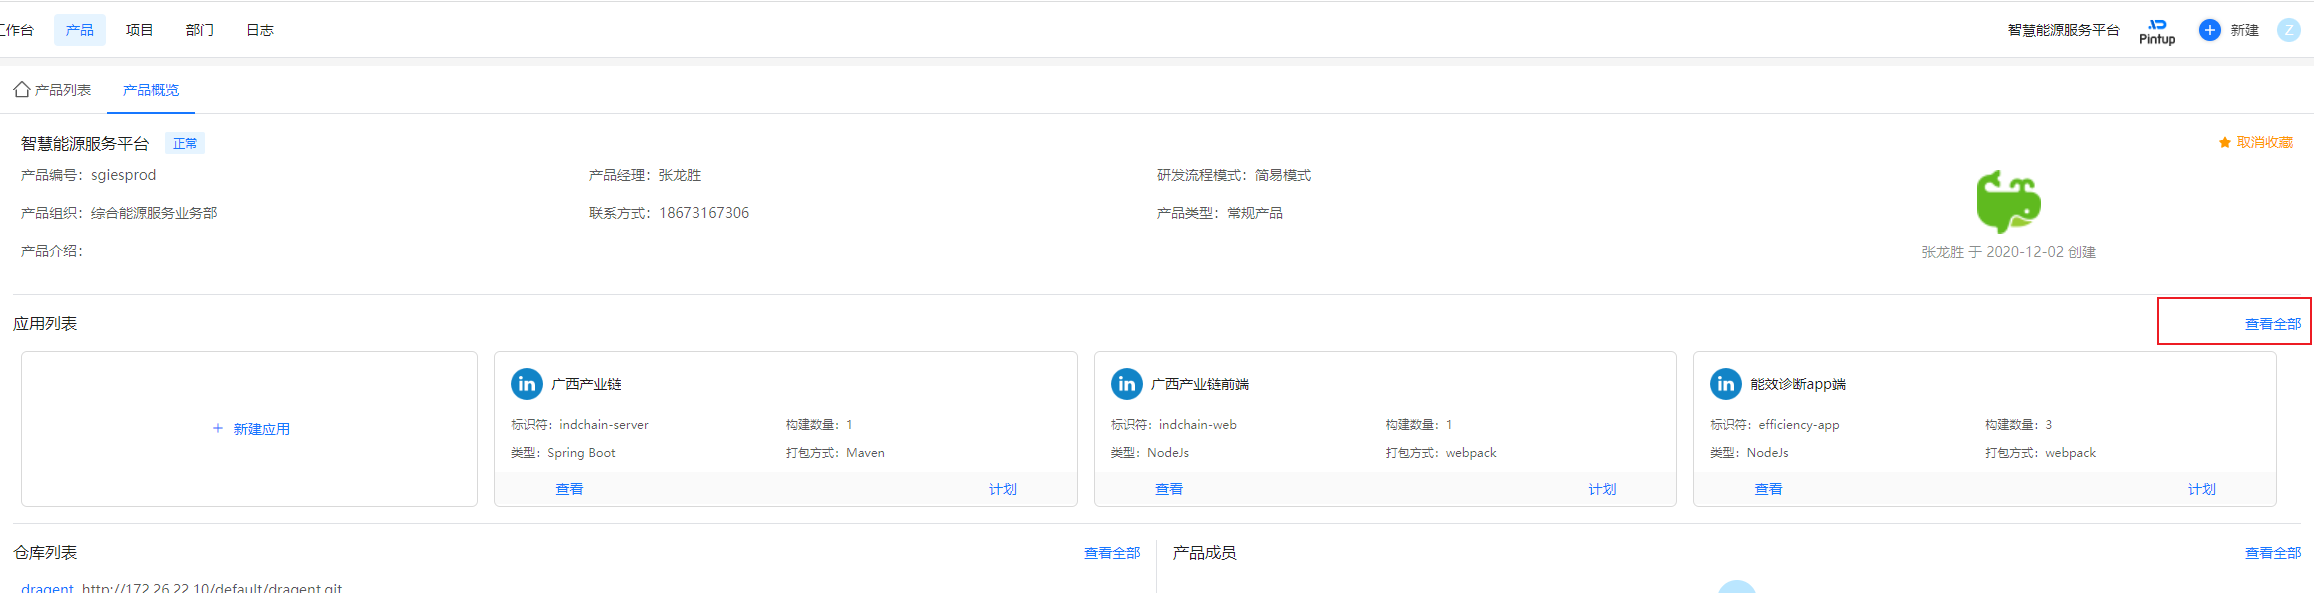 工作台 产品 项目 部门 日志 智慧能源服务平台 Pintup 新建 Z
产品列表 产品概览
智慧能源服务平台 正常 取消收藏
产品编号：sgiesprod 产品经理：张龙胜 研发流程模式：简易模式
产品组织：综合能源服务业务部 联系方式：18673167306 产品类型：常规产品
产品介绍：
张龙胜 于 2020-12-02 创建
应用列表 查看全部
+ 新建应用
in 广西产业链
标识符：indchain-server 构建数量：1
类型：Spring Boot 打包方式：Maven
查看 计划
in 广西产业链前端
标识符：indchain-web 构建数量：1
类型：NodeJs 打包方式：webpack
查看 计划
in 能效诊断app端
标识符：efficiency-app 构建数量：3
类型：NodeJs 打包方式：webpack
查看 计划
仓库列表 查看全部
dragent http://172.26.22.10/default/dragent.git
产品成员 查看全部